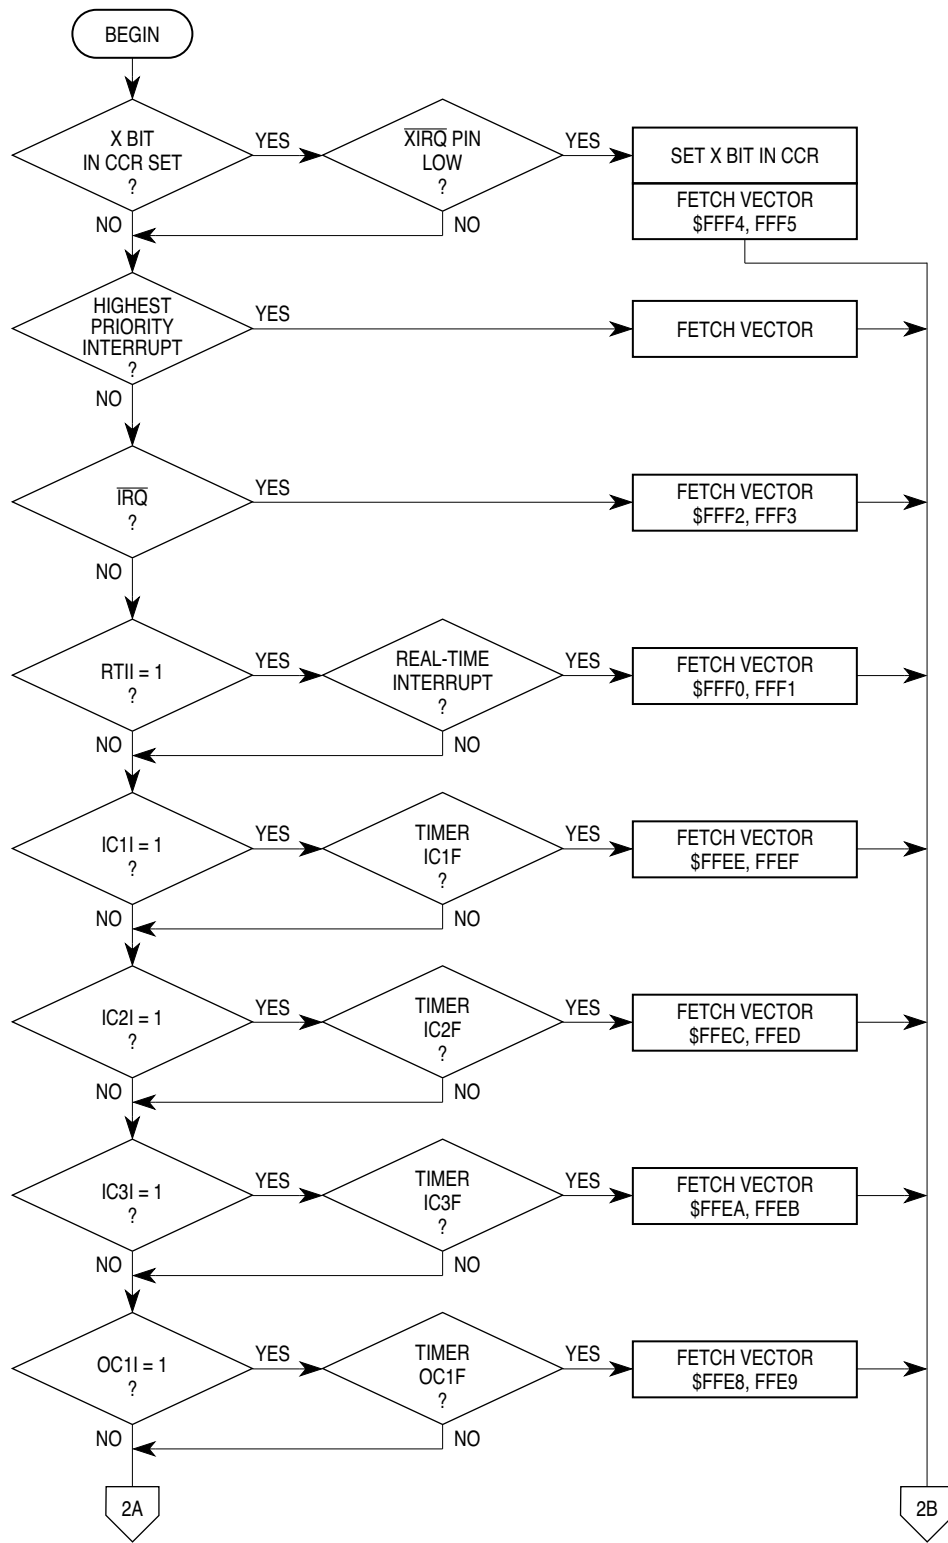 BEGIN
X BIT
IN CCR SET
?
YES
XIRQ PIN
LOW
?
YES
SET X BIT IN CCR
FETCH VECTOR
$FFF4, FFF5
NO
NO
HIGHEST
PRIORITY
INTERRUPT
?
YES
FETCH VECTOR
NO
IRQ
?
YES
FETCH VECTOR
$FFF2, FFF3
NO
RTII = 1
?
YES
REAL-TIME
INTERRUPT
?
YES
FETCH VECTOR
$FFF0, FFF1
NO
NO
IC1I = 1
?
YES
TIMER
IC1F
?
YES
FETCH VECTOR
$FFEE, FFEF
NO
NO
IC2I = 1
?
YES
TIMER
IC2F
?
YES
FETCH VECTOR
$FFEC, FFED
NO
NO
IC3I = 1
?
YES
TIMER
IC3F
?
YES
FETCH VECTOR
$FFEA, FFEB
NO
NO
OC1I = 1
?
YES
TIMER
OC1F
?
YES
FETCH VECTOR
$FFE8, FFE9
NO
NO
2A
2B